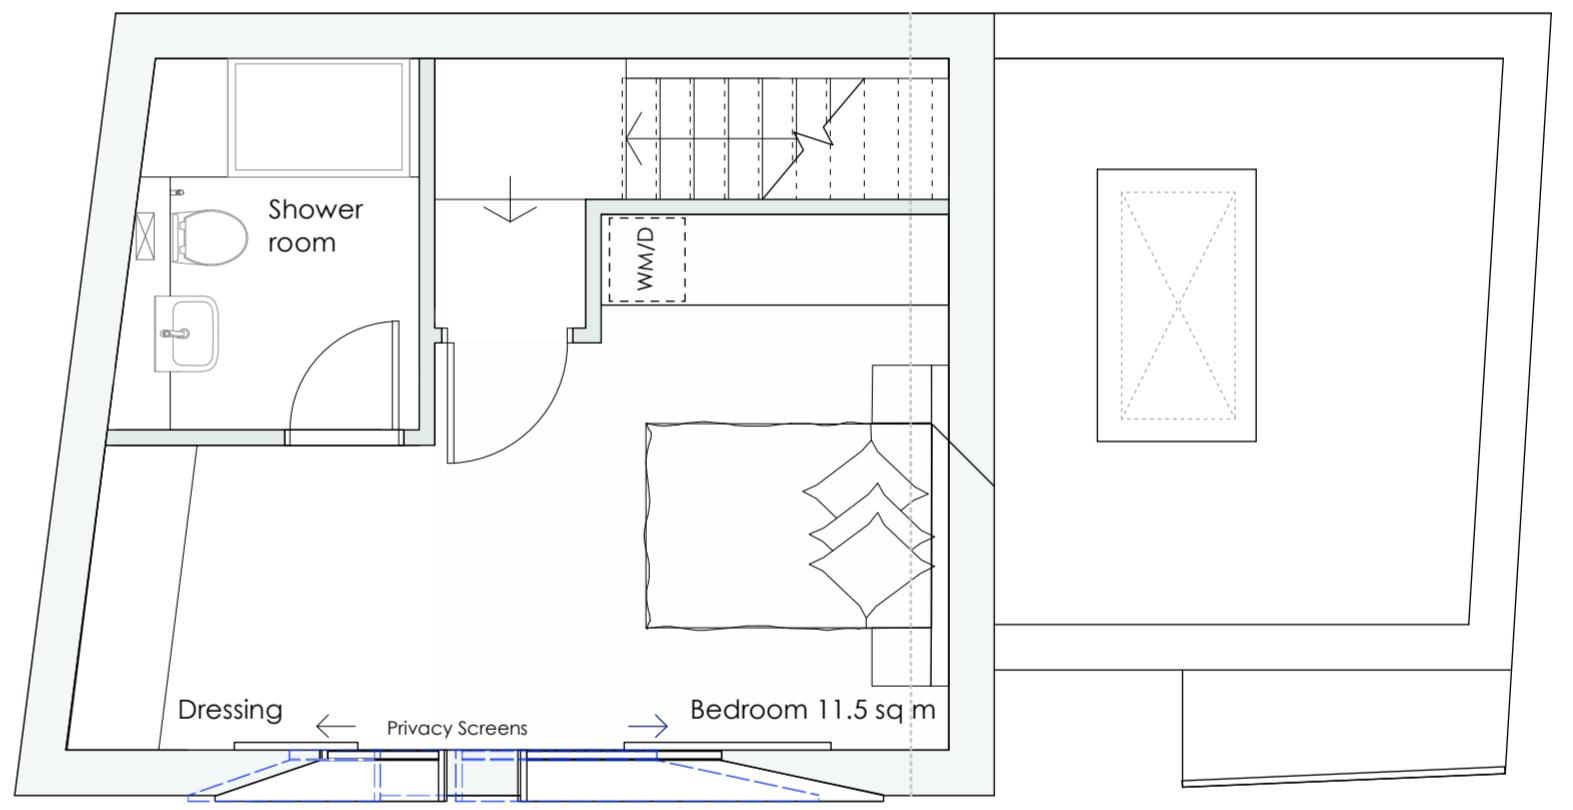 Shower
room
WM/D
Dressing
Privacy Screens
Bedroom 11.5 sq m